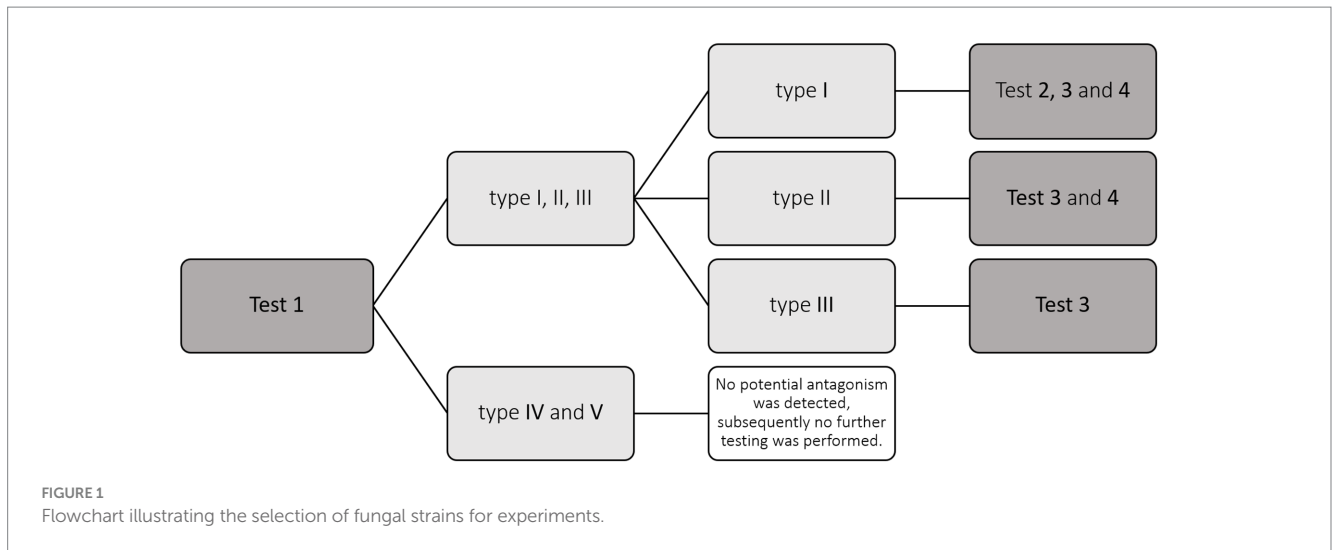 type I
Test 2, 3 and 4
type I, II, III
type II
Test 3 and 4
Test 1
type III
Test 3
type IV and V
No potential antagonism
was detected,
subsequently no further
testing was performed.
FIGURE 1
Flowchart illustrating the selection of fungal strains for experiments.